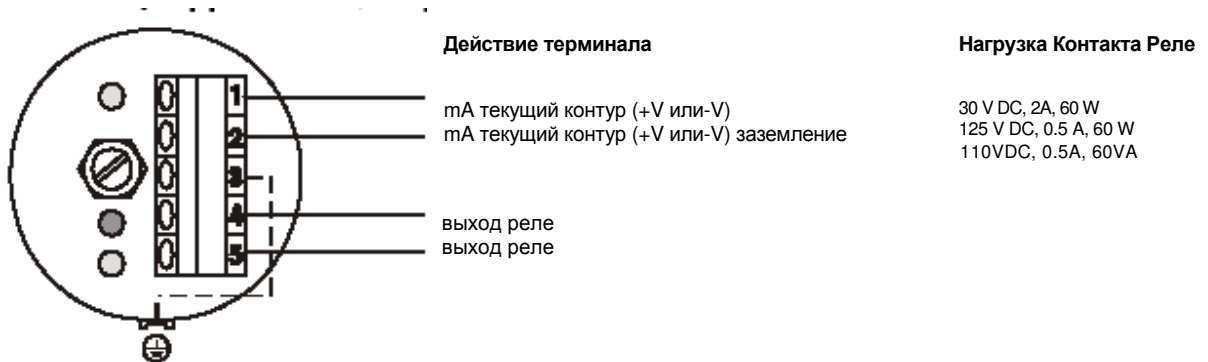 Действие терминала
Нагрузка Контакта Реле
1
mA текущий контур (+V или-V)
30 V DC, 2A, 60 W
2
mA текущий контур (+V или-V) заземление
125 V DC, 0.5 A, 60 W
110VDC, 0.5A, 60VA
3
4
выход реле
5
выход реле